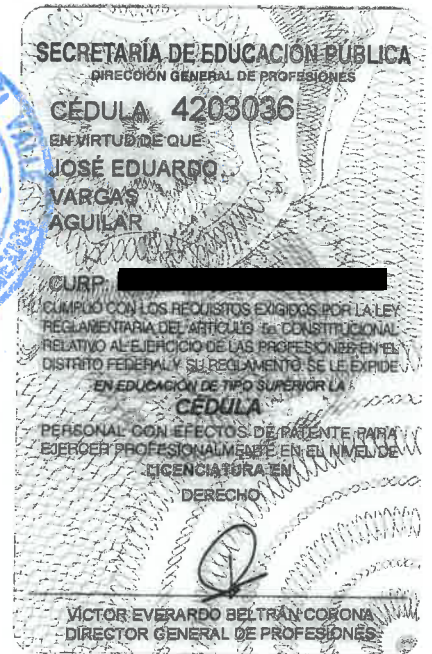 SECRETARÍA DE EDUCACIÓN PÚBLICA
DIRECCIÓN GENERAL DE PROFESIONES
CÉDULA 4203036
EN VIRTUD DE QUE
JOSÉ EDUARDO
VARGAS
AGUILAR
CURP:
CUMPLIO CON LOS REQUISITOS EXIGIDOS POR LA LEY
REGLAMENTARIA DEL ARTICULO 5o. CONSTITUCIONAL
RELATIVO AL EJERCICIO DE LAS PROFESIONES EN EL
DISTRITO FEDERAL Y SU REGLAMENTO SE LE EXPIDE
EN EDUCACIÓN DE TIPO SUPERIOR LA
CÉDULA
PERSONAL CON EFECTOS DE PATENTE PARA
EJERCER PROFESIONALMENTE EN EL NIVEL DE
LICENCIATURA EN
DERECHO
VICTOR EVERARDO BELTRÁN CORONA
DIRECTOR GENERAL DE PROFESIONES